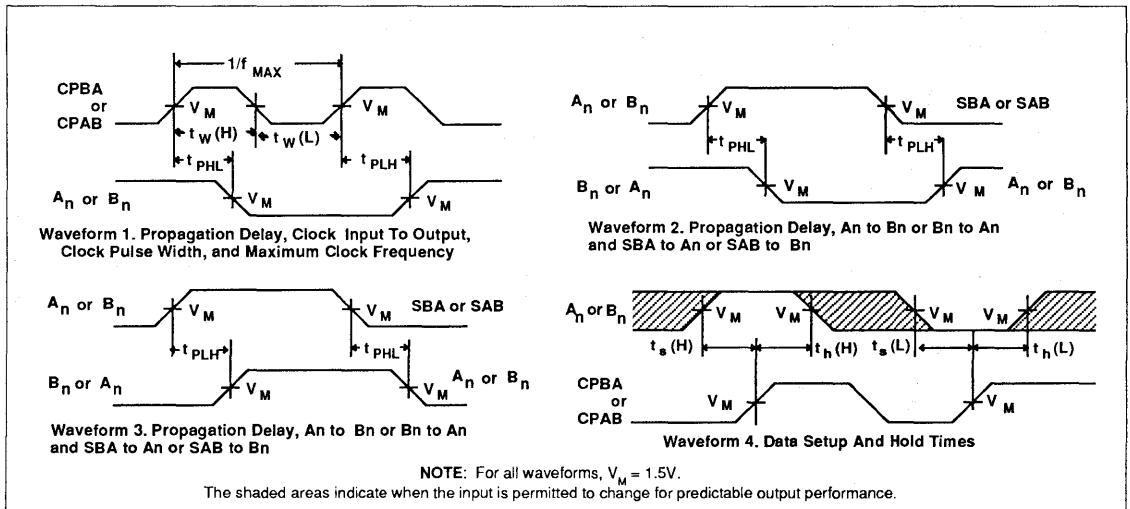 1/f MAX
CPBA
or
CPAB
V M
V M
t W (H)
t W (L)
t PHL
t PLH
A n or B n
V M
V M
Waveform 1. Propagation Delay, Clock Input To Output,
Clock Pulse Width, and Maximum Clock Frequency
A n or B n
V M
V M
SBA or SAB
t PHL
t PLH
B n or A n
V M
V M
A n or B n
Waveform 2. Propagation Delay, An to Bn or Bn to An
and SBA to An or SAB to Bn
A n or B n
V M
V M
SBA or SAB
t PLH
t PHL
B n or A n
V M
V M
A n or B n
Waveform 3. Propagation Delay, An to Bn or Bn to An
and SBA to An or SAB to Bn
A n or B n
V M
V M
V M
V M
t s (H)
t h (H)
t s (L)
t h (L)
CPBA
or
CPAB
V M
V M
Waveform 4. Data Setup And Hold Times
NOTE: For all waveforms, V M = 1.5V.
The shaded areas indicate when the input is permitted to change for predictable output performance.